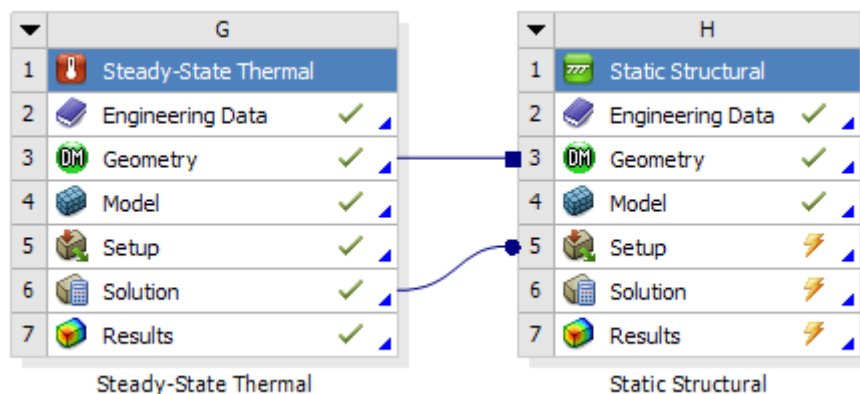 G
1 Steady-State Thermal
2 Engineering Data
3 DM Geometry
4 Model
5 Setup
6 Solution
7 Results
Steady-State Thermal
H
1 Static Structural
2 Engineering Data
3 DM Geometry
4 Model
5 Setup
6 Solution
7 Results
Static Structural